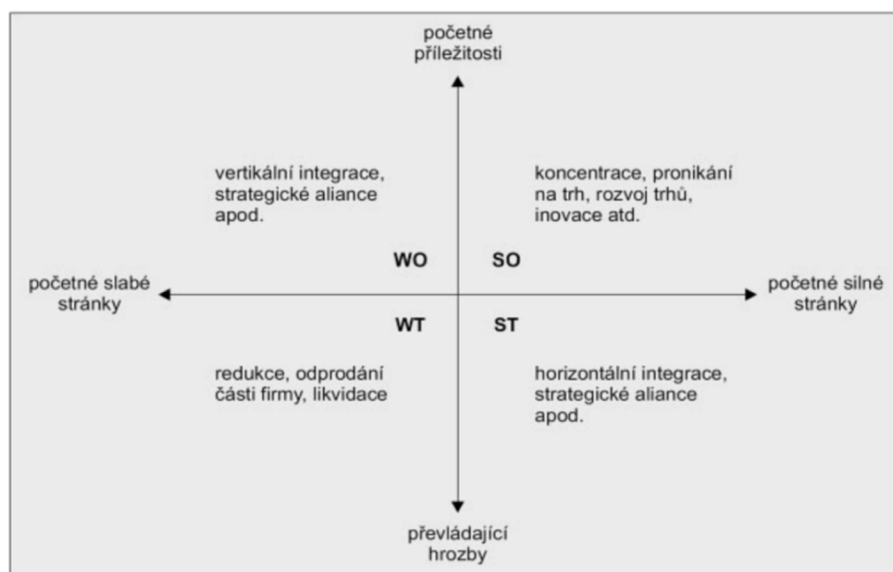 početné
příležitosti
vertikální integrace,
strategické aliance
apod.
koncentrace, pronikání
na trh, rozvoj trhů,
inovace atd.
WO
SO
početné slabé
stránky
početné silné
stránky
WT
ST
redukce, odprodání
části firmy, likvidace
horizontální integrace,
strategické aliance
apod.
převládající
hrozby